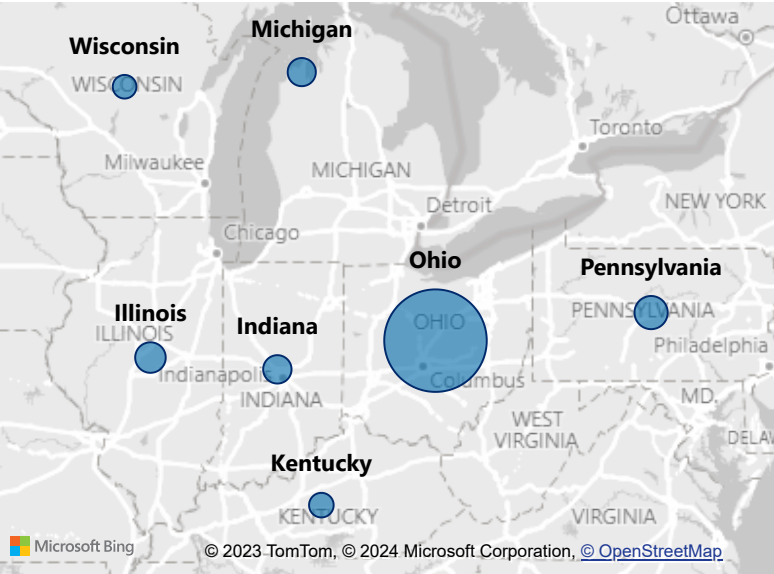 Ottawa
Michigan
Wisconsin
WISCONSIN
Toronto
Milwaukee
MICHIGAN
NEW YORK
Detroit
Chicago
Ohio
Pennsylvania
Illinois
PENNSYLVANIA
OHIO
Indiana
ILLINOIS
Philadelphia
Indianapolis
Columbus
INDIANA
MD.
WEST
VIRGINIA
DELAW
Kentucky
KENTUCKY
VIRGINIA
Microsoft Bing
© 2023 TomTom, © 2024 Microsoft Corporation, © OpenStreetMap